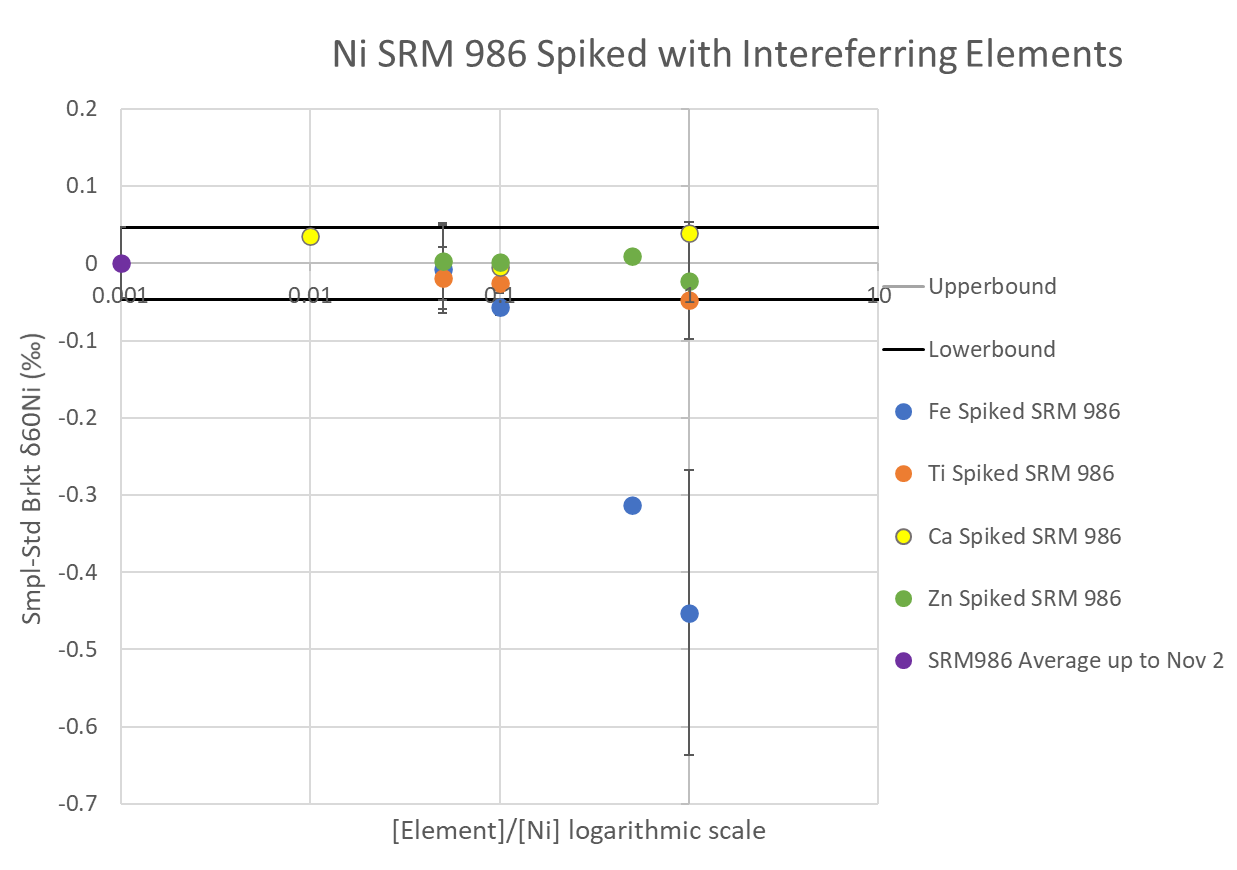 Ni SRM 986 Spiked with Intereferring Elements
0.2
0.1
0
-0.1
-0.2
-0.3
-0.4
-0.5
-0.6
-0.7
0.001
0.01
0.1
1
10
Smpl-Std Brkt δ60Ni (‰)
[Element]/[Ni] logarithmic scale
Upperbound
Lowerbound
Fe Spiked SRM 986
Ti Spiked SRM 986
Ca Spiked SRM 986
Zn Spiked SRM 986
SRM986 Average up to Nov 2